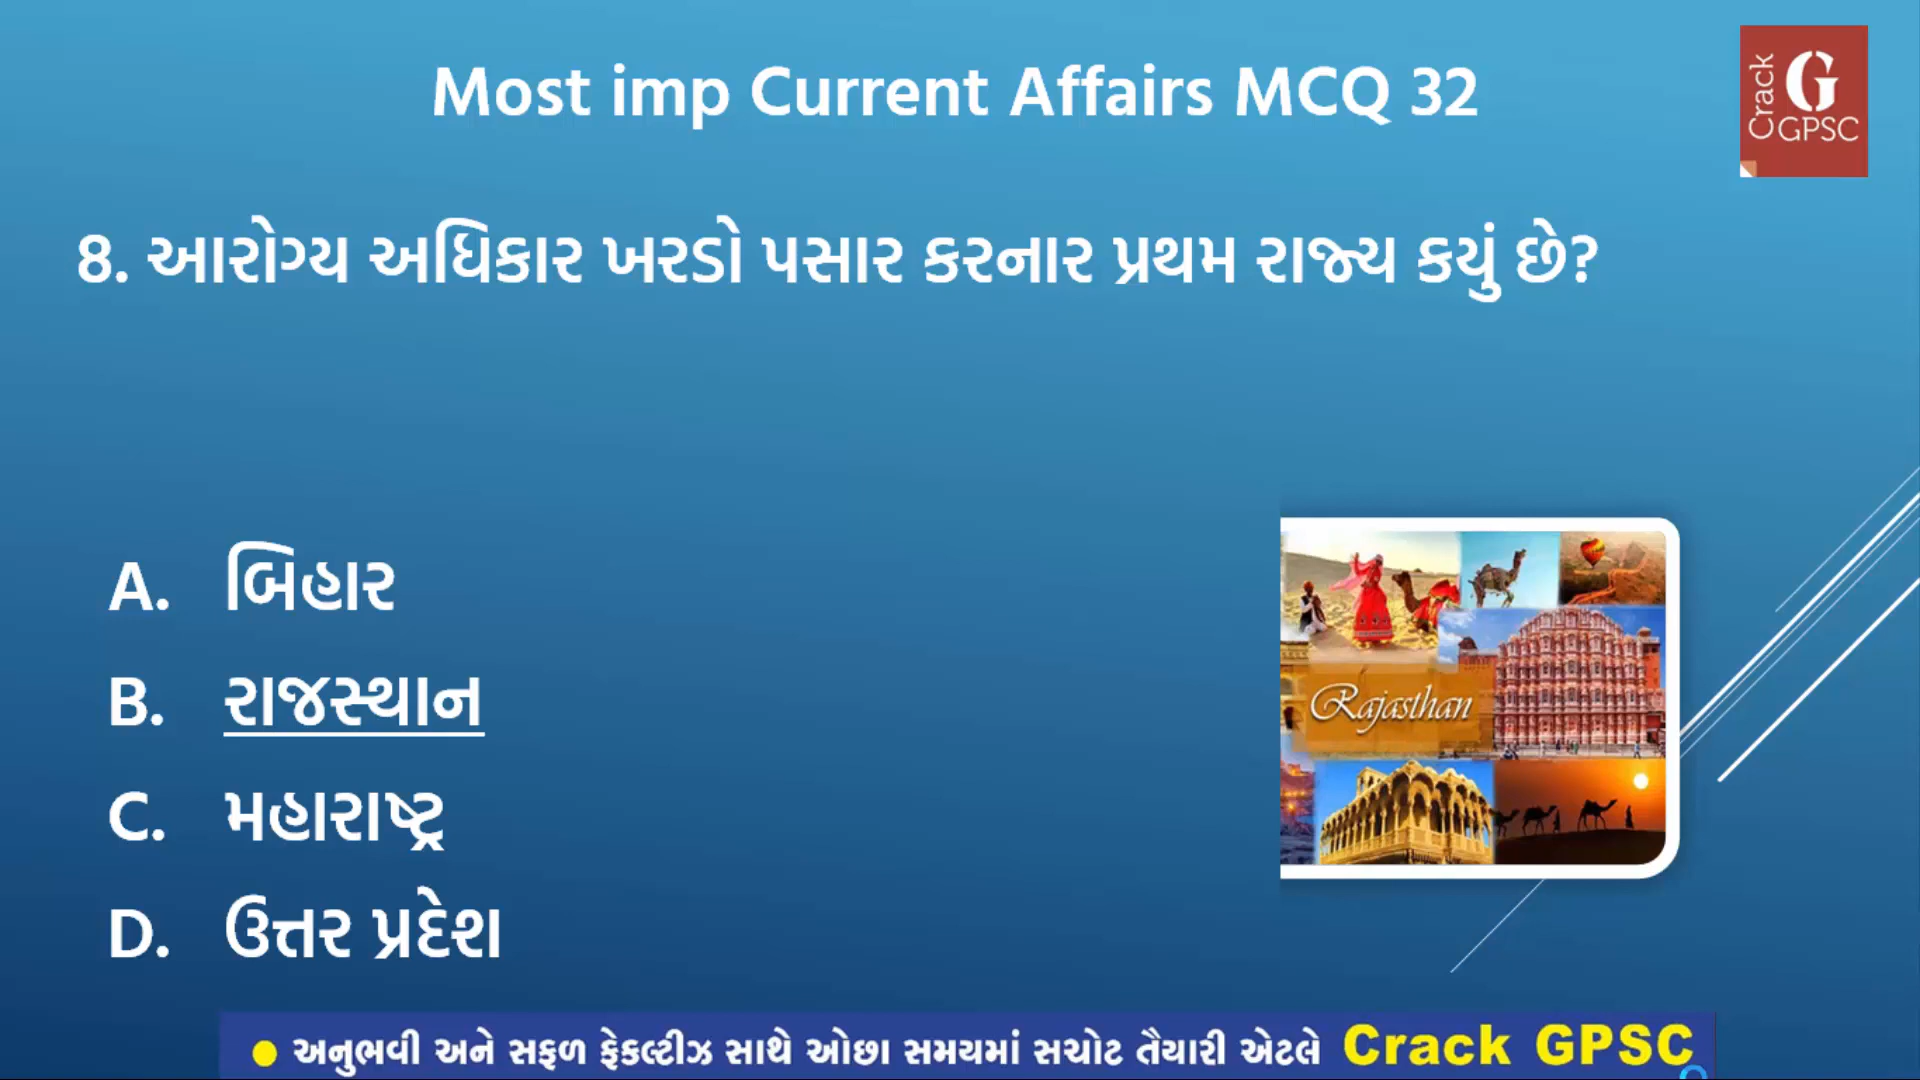 Most imp Current Affairs MCQ 32
Crack
G
GPSC
8. આરોગ્ય અધિકાર ખરડો પસાર કરનાર પ્રથમ રાજ્ય કયું છે?
A. બિહાર
B. રાજસ્થાન
C. મહારાષ્ટ્ર
D. ઉત્તર પ્રદેશ
Rajasthan
● અનુભવી અને સફળ ફેકલ્ટીઝ સાથે ઓછા સમયમાં સચોટ તૈયારી એટલે Crack GPSC